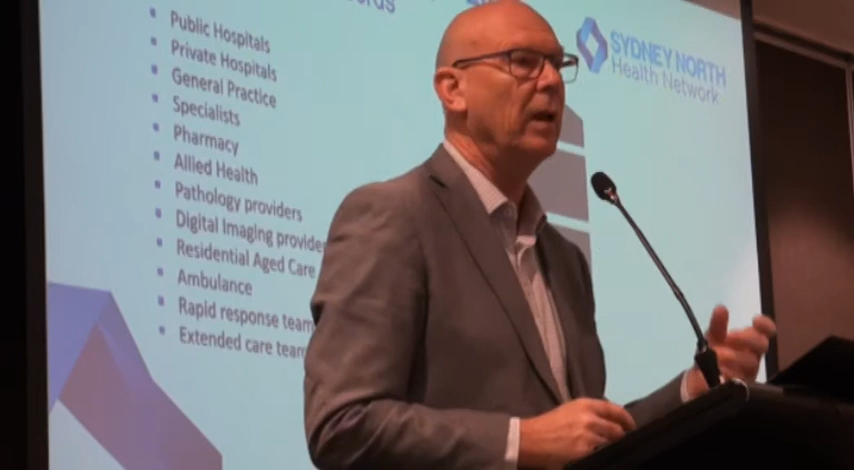 Public Hospitals
Private Hospitals
General Practice
Specialists
Pharmacy
Allied Health
Pathology providers
Digital Imaging provide
Residential Aged Care
Ambulance
Rapid response team
Extended care team
SYDNEY NORTH
Health Network